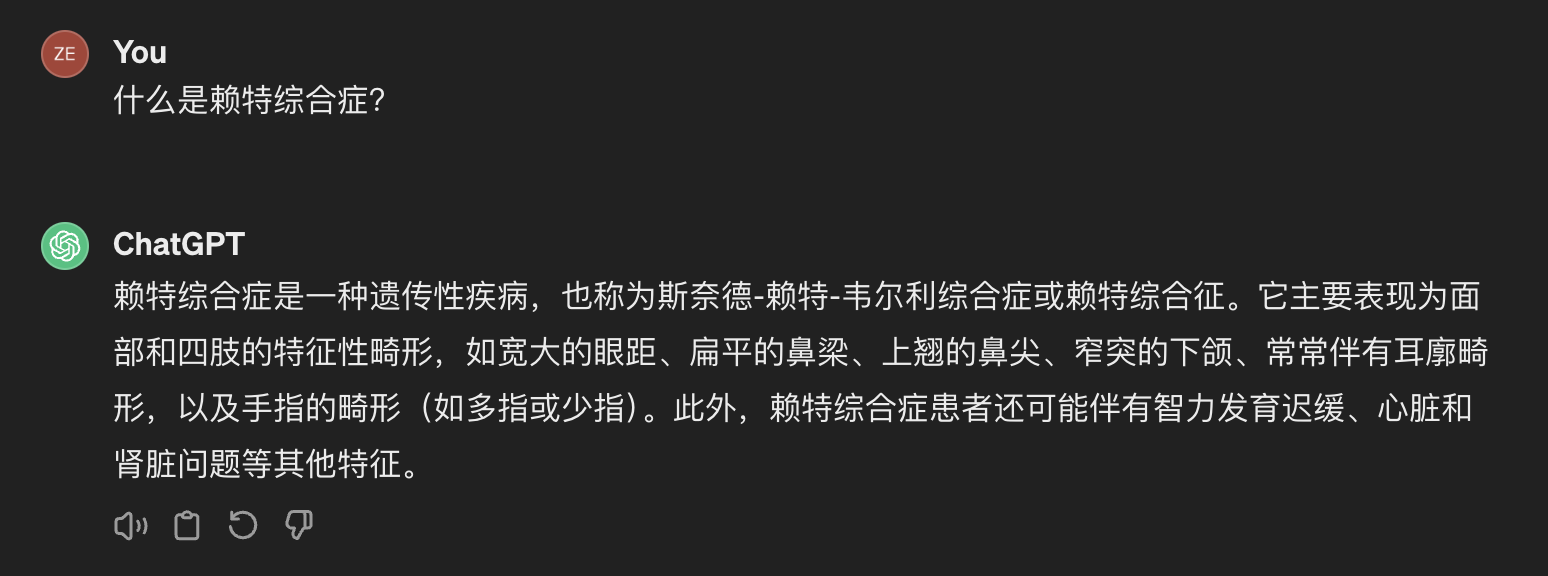 ZE
You
什么是赖特综合症？
ChatGPT
赖特综合症是一种遗传性疾病，也称为斯奈德-赖特-韦尔利综合症或赖特综合征。它主要表现为面
部和四肢的特征性畸形，如宽大的眼距、扁平的鼻梁、上翘的鼻尖、窄突的下颌、常常伴有耳廓畸
形，以及手指的畸形（如多指或少指）。此外，赖特综合症患者还可能伴有智力发育迟缓、心脏和
肾脏问题等其他特征。